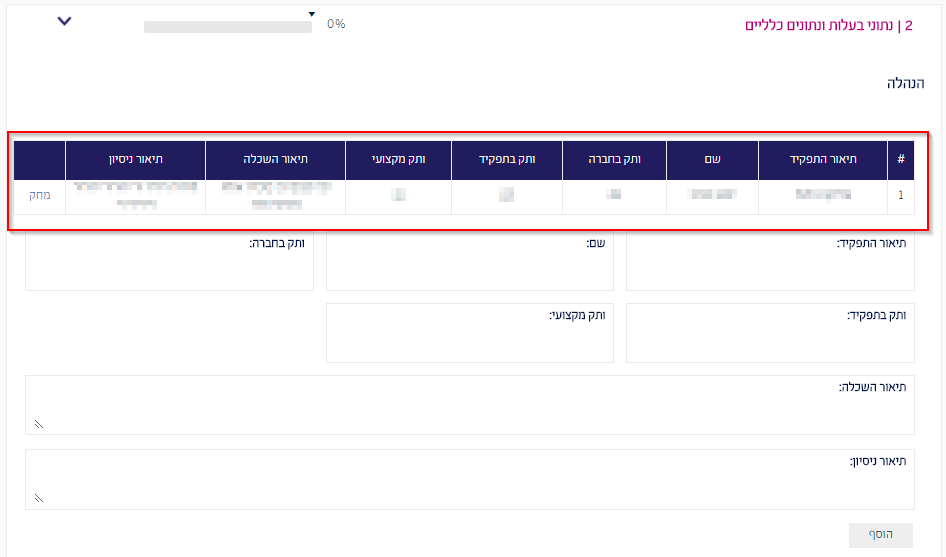 2 | נתוני בעלות ונתונים כלליים
0%
הנהלה
# תיאור התפקיד שם ותק בחברה ותק בתפקיד ותק מקצועי תיאור השכלה תיאור ניסיון
1 מחק
תיאור התפקיד: שם: ותק בחברה:
ותק בתפקיד: ותק מקצועי:
תיאור השכלה:
תיאור ניסיון:
הוסף